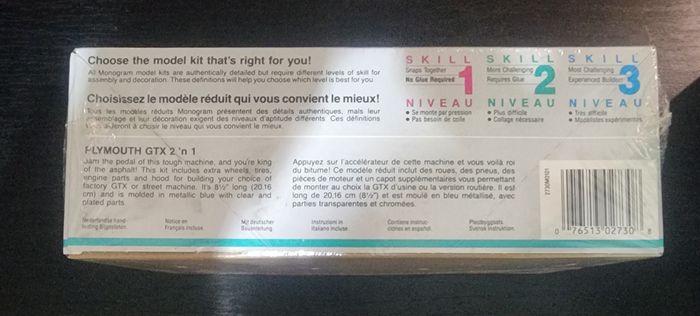 Choose the model kit that's right for you!
All Monogram model kits are authentically detailed but require different levels of skill for
assembly and decoration. These definitions will help you choose which level is best for you.
Choisissez le modèle réduit qui vous convient le mieux!
Tous les modèles réduits Monogram présentent des détails authentiques, mais leur
assemblage et leur décoration exigent des niveaux d'aptitude différents. Ces définitions
vous aideront à choisir le niveau qui vous convient le mieux.
SKILL
Snaps Together
No Glue Required
1
NIVEAU
• Se monte par pression
• Pas besoin de colle
SKILL
More Challenging
Requires Glue
2
NIVEAU
• Plus difficile
• Collage nécessaire
SKILL
Most Challenging
Experienced Builders
3
NIVEAU
• Très difficile
• Modélistes expérimentés
PLYMOUTH GTX 2 'n 1
Jam the pedal of this tough machine, and you're king
of the asphalt! This kit includes extra wheels, tires,
engine parts and hood for building your choice of
factory GTX or street machine. It's 8½" long (20.16
cm) and is molded in metallic blue with clear and
plated parts.
Appuyez sur l'accélérateur de cette machine et vous voilà roi
du bitume! Ce modèle réduit inclut des roues, des pneus, des
pièces de moteur et un capot supplémentaires vous permettant
de monter au choix la GTX d'usine ou la version routière. Il est
long de 20,16 cm (8½") et est moulé en bleu métallisé, avec
parties transparentes et chromées.
2730M0101
0 76513 02730 8
Nederlandse hand-
leiding Bijgesloten.
Notice en
Français incluse.
Mit deutscher
Bauanleitung.
Instruzioni in
Italiano incluse.
Contiene instruc-
ciones en español.
Pluxbyggsats.
Svensk instruktion.